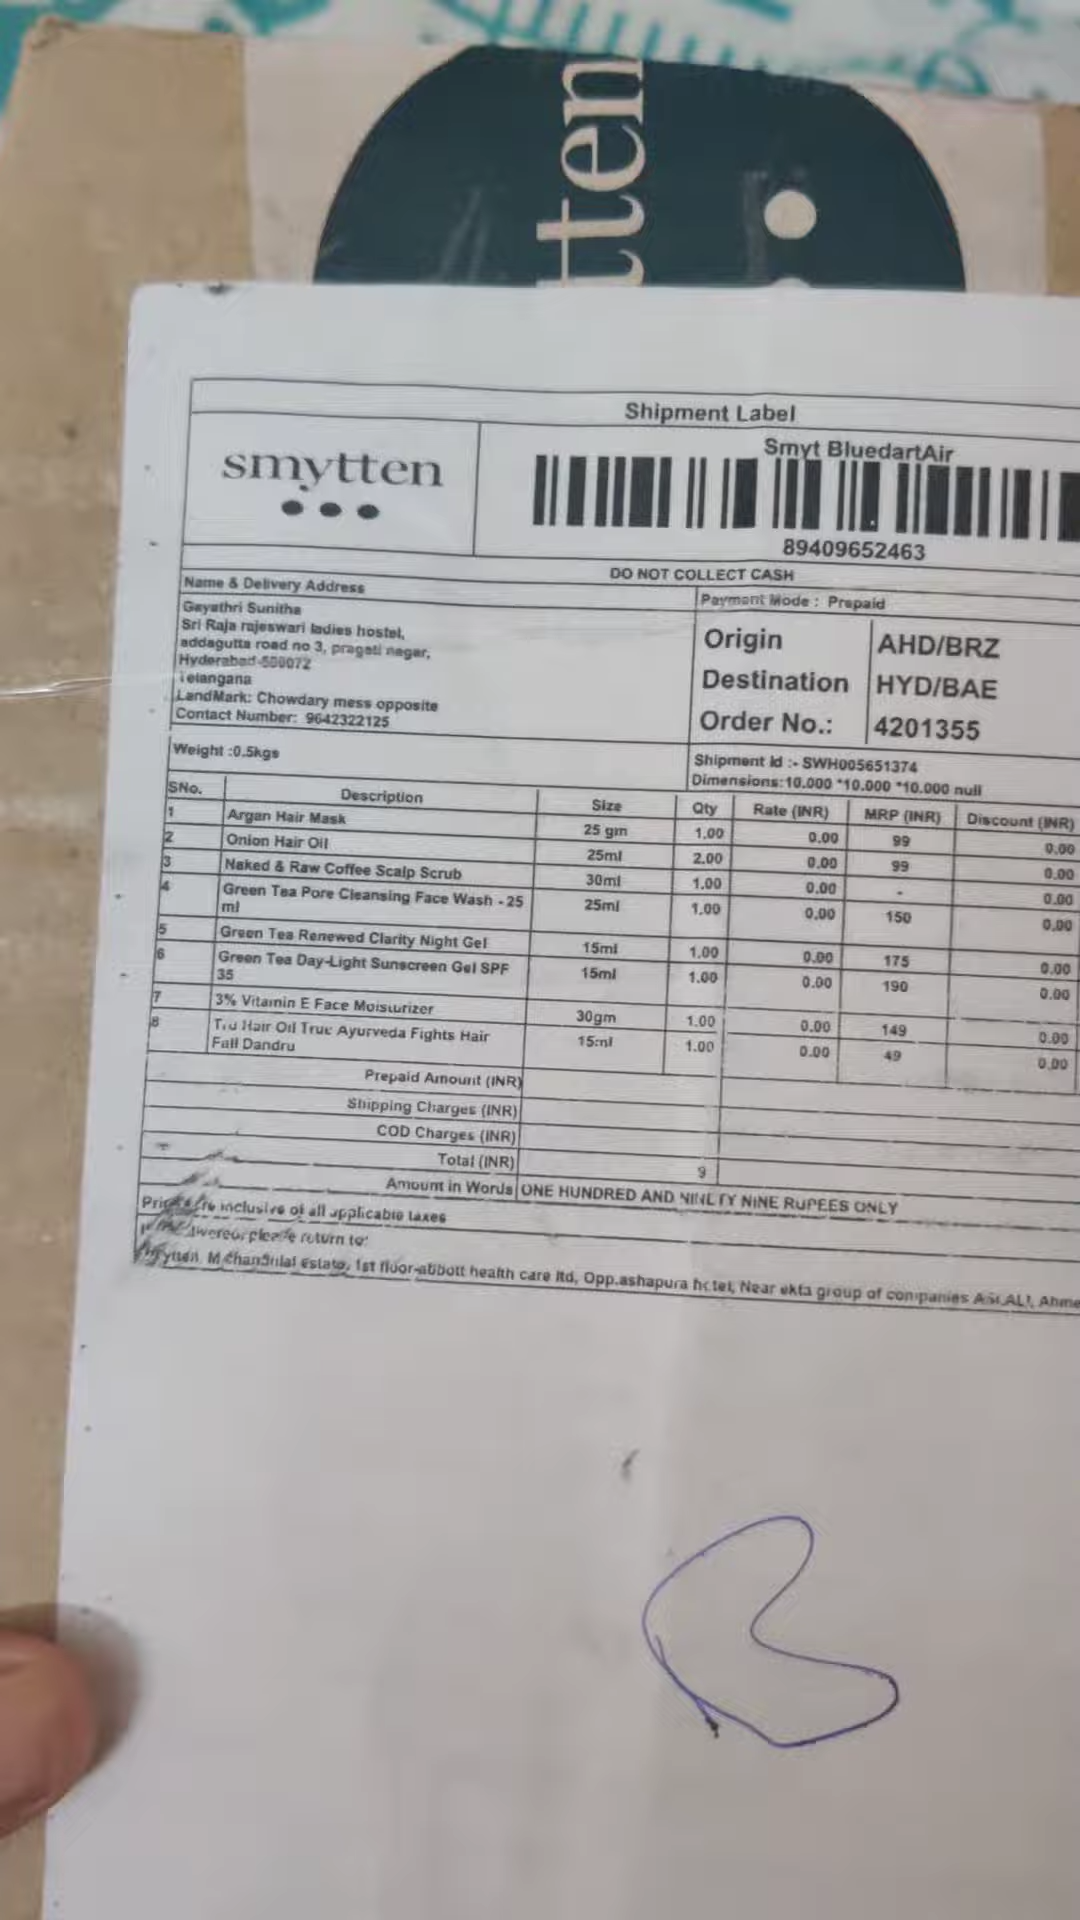 tten
Shipment Label
smytten
Smyt BluedartAir
89409652463
DO NOT COLLECT CASH
Name & Delivery Address
Gayathri Sunitha
Sri Raja rajeswari ladies hostel,
addagutta road no 3, pragati nagar,
Hyderabad-500072
Telangana
LandMark: Chowdary mess opposite
Contact Number: 9642322125
Payment Mode : Prepaid
Origin AHD/BRZ
Destination HYD/BAE
Order No.: 4201355
Weight :0.5kgs
Shipment Id :- SWH005651374
Dimensions:10.000 *10.000 *10.000 null
SNo. Description Size Qty Rate (INR) MRP (INR) Discount (INR)
1 Argan Hair Mask 25 gm 1.00 0.00 99 0.00
2 Onion Hair Oil 25ml 2.00 0.00 99 0.00
3 Naked & Raw Coffee Scalp Scrub 30ml 1.00 0.00 - 0.00
4 Green Tea Pore Cleansing Face Wash - 25 25ml 1.00 0.00 150 0.00
ml
5 Green Tea Renewed Clarity Night Gel 15ml 1.00 0.00 175 0.00
6 Green Tea Day-Light Sunscreen Gel SPF 15ml 1.00 0.00 190 0.00
35
7 3% Vitamin E Face Moisturizer 30gm 1.00 0.00 149 0.00
8 Tru Hair Oil True Ayurveda Fights Hair 15ml 1.00 0.00 49 0.00
Fall Dandru
Prepaid Amount (INR)
Shipping Charges (INR)
COD Charges (INR)
Total (INR) 9
Amount in Words ONE HUNDRED AND NINETY NINE RUPEES ONLY
Prices are inclusive of all applicable taxes
please return to:
Smytten, M Chandulal Estate, 1st floor-abbott health care ltd, Opp.ashapura hotel, Near ekta group of companies Ahme